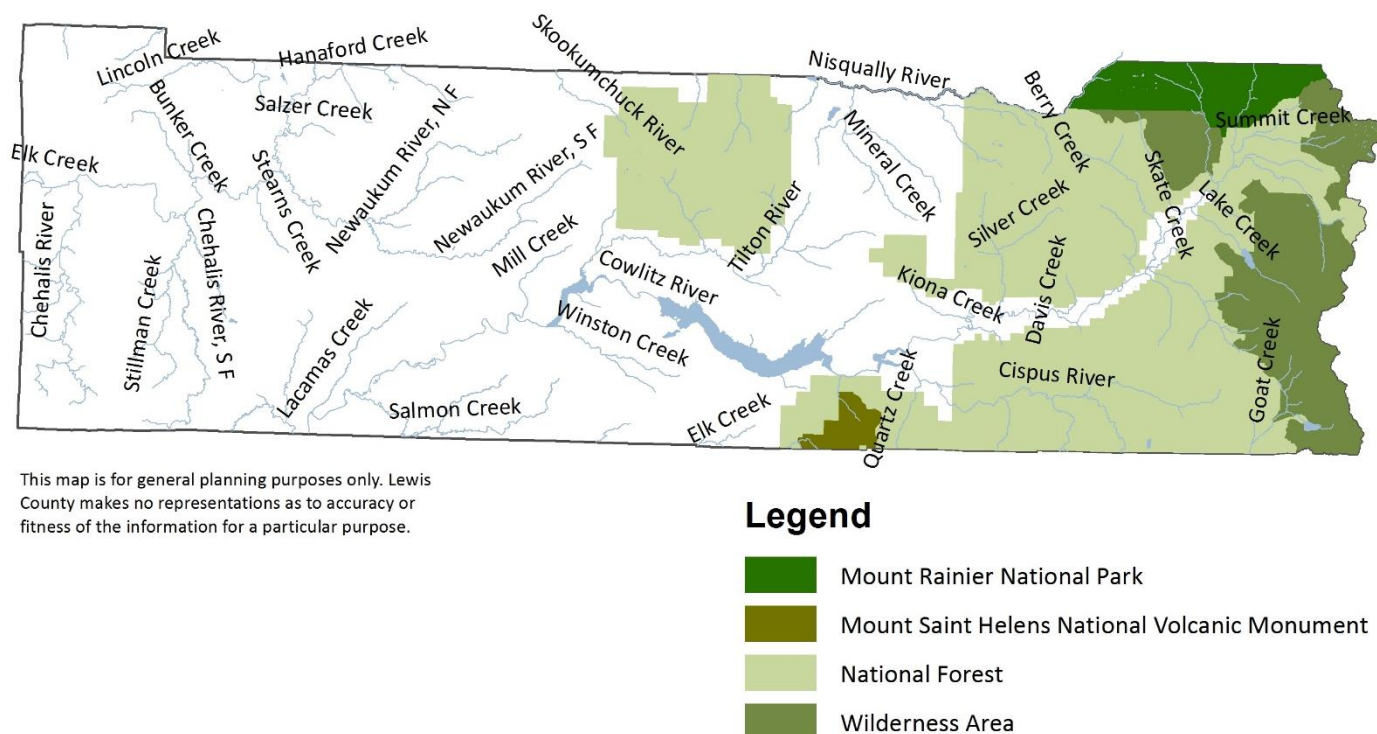 Lincoln Creek
Hanaford Creek
Skookumchuck River
Nisqually River
Berry Creek
Summit Creek
Bunker Creek
Salzer Creek
Newaukum River, N F
Newaukum River, S F
Mineral Creek
Elk Creek
Stearns Creek
Skate Creek
Lake Creek
Silver Creek
Chehalis River
Chehalis River, S F
Stillman Creek
Mill Creek
Tilton River
Cowlitz River
Kiona Creek
Davis Creek
Winston Creek
Lacamas Creek
Salmon Creek
Elk Creek
Quartz Creek
Cispus River
Goat Creek
This map is for general planning purposes only. Lewis
County makes no representations as to accuracy or
fitness of the information for a particular purpose.
Legend
Mount Rainier National Park
Mount Saint Helens National Volcanic Monument
National Forest
Wilderness Area